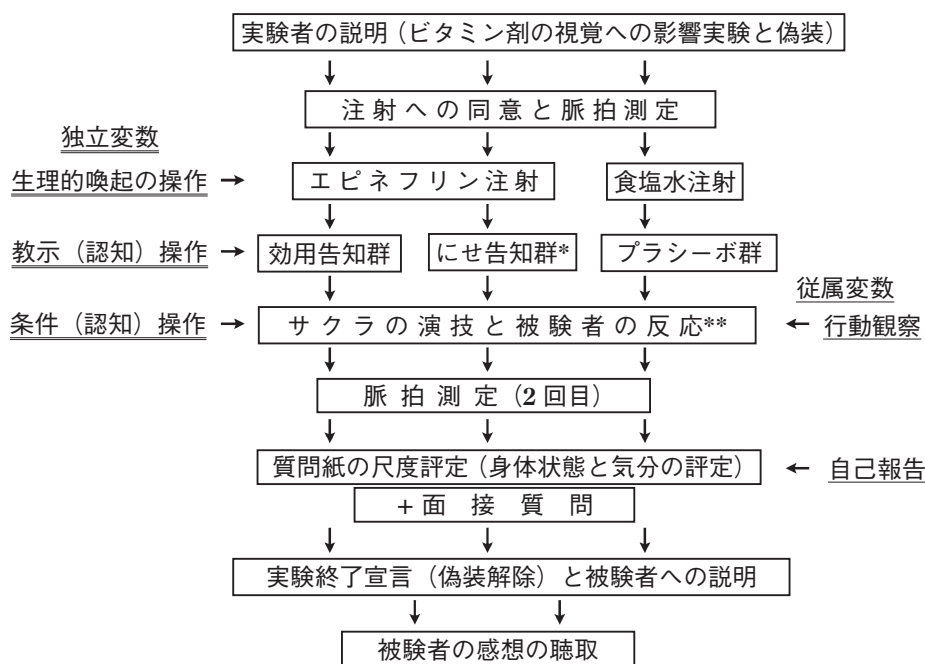 実験者の説明（ビタミン剤の視覚への影響実験と偽装）
注射への同意と脈拍測定
独立変数
生理的喚起の操作 → エピネフリン注射 食塩水注射
教示（認知）操作 → 効用告知群 にせ告知群* プラシーボ群
従属変数
条件（認知）操作 → サクラの演技と被験者の反応** ← 行動観察
脈拍測定（2回目）
質問紙の尺度評定（身体状態と気分の評定） ← 自己報告
+面接質問
実験終了宣言（偽装解除）と被験者への説明
被験者の感想の聴取